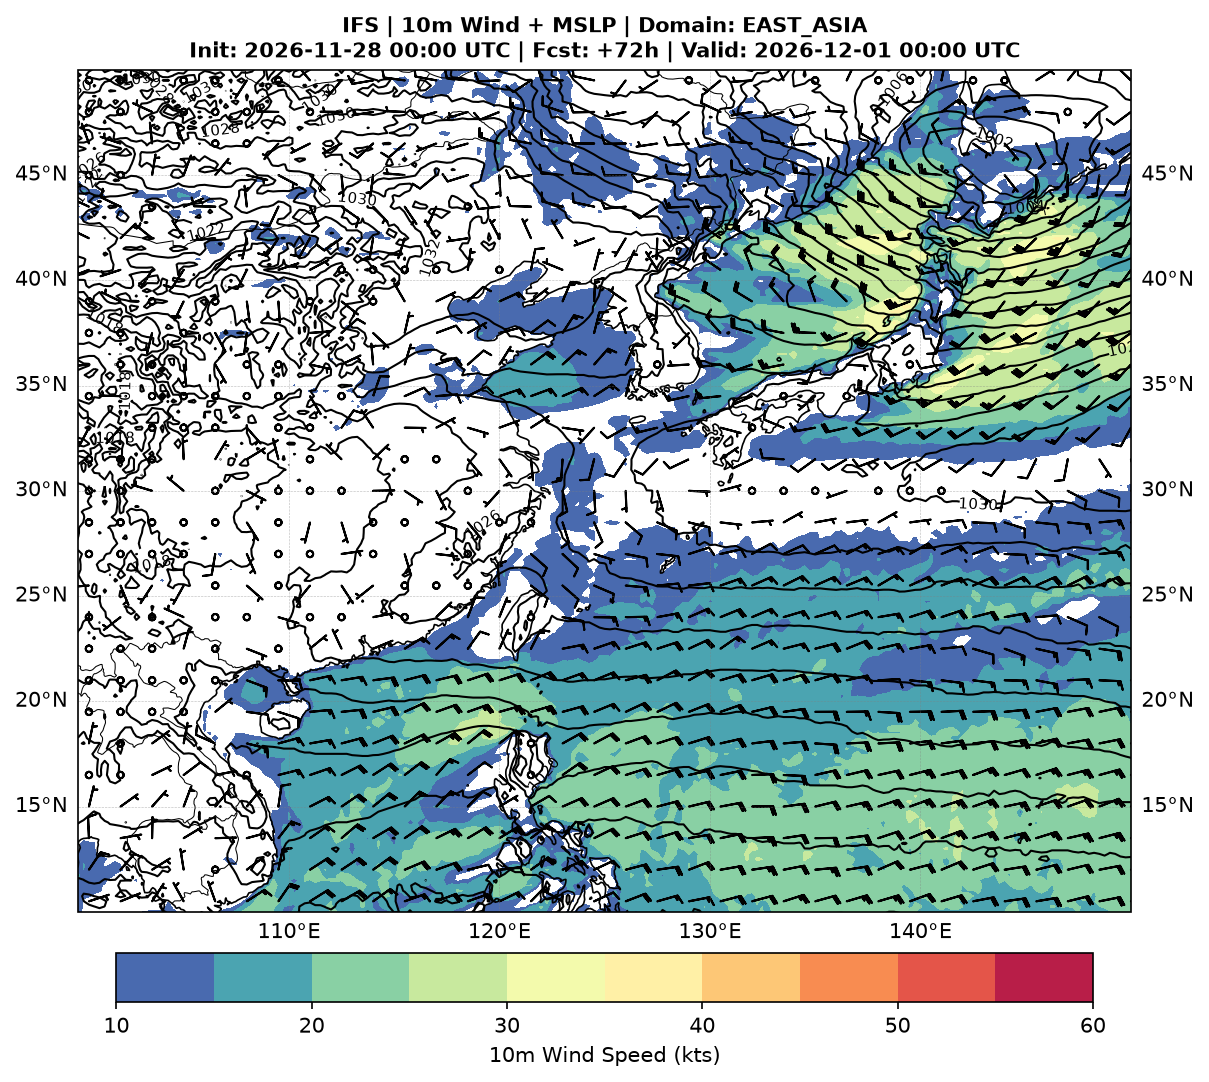 IFS | 10m Wind + MSLP | Domain: EAST_ASIA
Init: 2026-11-28 00:00 UTC | Fcst: +72h | Valid: 2026-12-01 00:00 UTC
1028
1030
1022
1032
1018
1018
1026
1030
1008
1002
45°N 45°N
40°N 40°N
35°N 35°N
30°N 30°N
25°N 25°N
20°N 20°N
15°N 15°N
110°E 120°E 130°E 140°E
10 20 30 40 50 60
10m Wind Speed (kts)